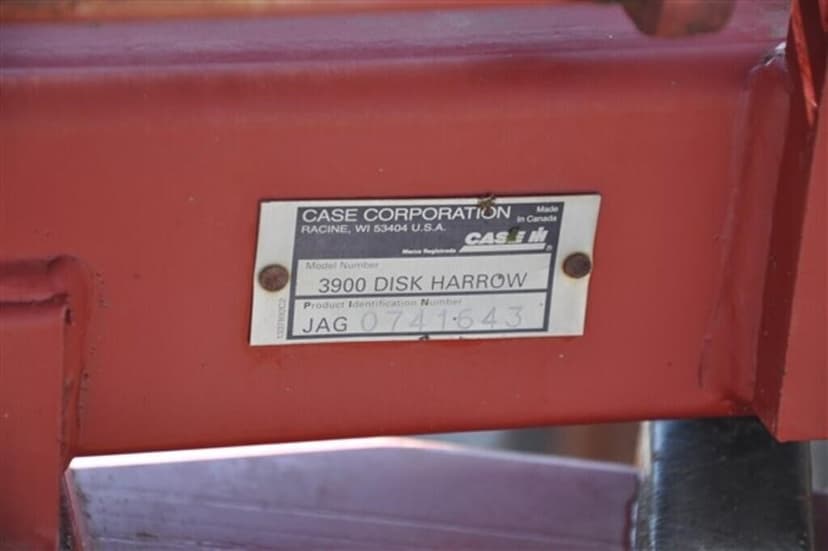 CASE CORPORATION
Made
in Canada
RACINE, WI 53404 U.S.A.
Marca Registrada
CASE IH ®
Model Number
3900 DISK HARROW
Product Identification Number
JAG 0741643